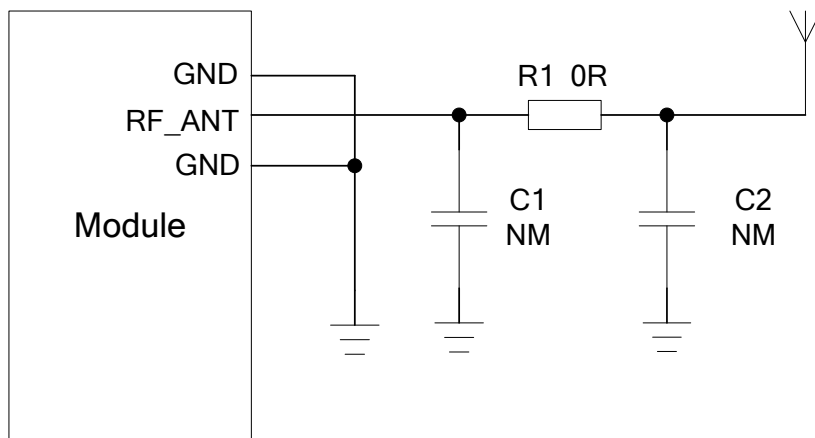 GND
R1 0R
RF_ANT
GND
Module
C1
NM
C2
NM